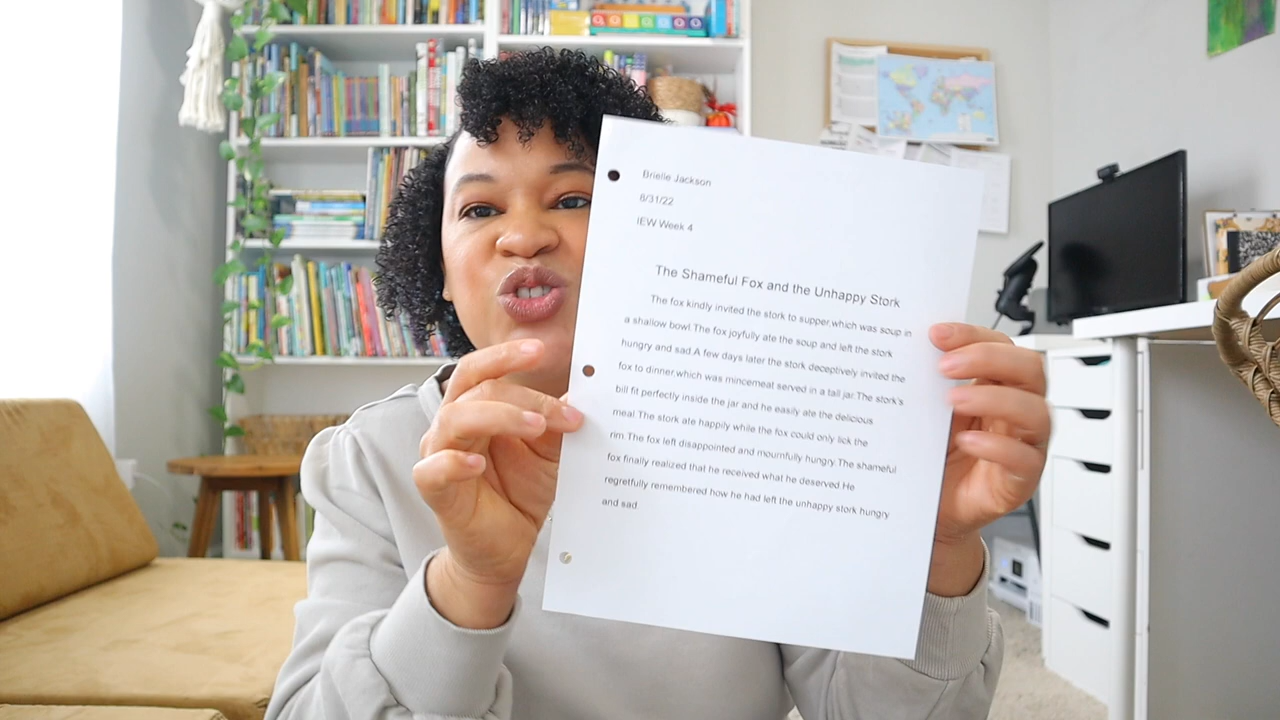 Brielle Jackson
8/31/22
IEW Week 4
The Shameful Fox and the Unhappy Stork
The fox kindly invited the stork to supper.which was soup in
a shallow bowl.The fox joyfully ate the soup and left the stork
hungry and sad.A few days later the stork deceptively invited the
fox to dinner,which was mincemeat served in a tall jar.The stork's
bill fit perfectly inside the jar and he easily ate the delicious
meal.The stork ate happily while the fox could only lick the
rim.The fox left disappointed and mournfully hungry.The shameful
fox finally realized that he received what he deserved.He
regretfully remembered how he had left the unhappy stork hungry
and sad